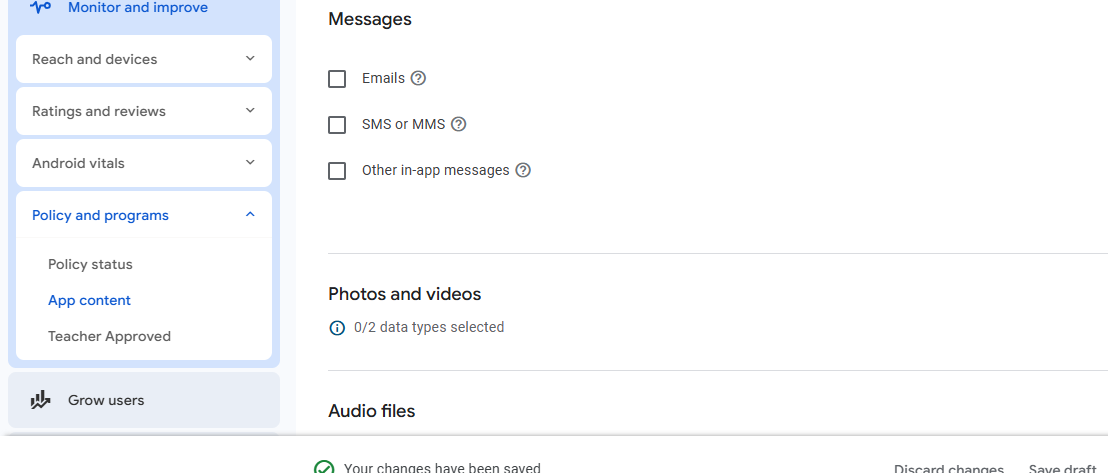 Monitor and improve
Reach and devices
Ratings and reviews
Android vitals
Policy and programs
Policy status
App content
Teacher Approved
Grow users
Messages
Emails
SMS or MMS
Other in-app messages
Photos and videos
0/2 data types selected
Audio files
Your changes have been saved
Discard changes
Save draft